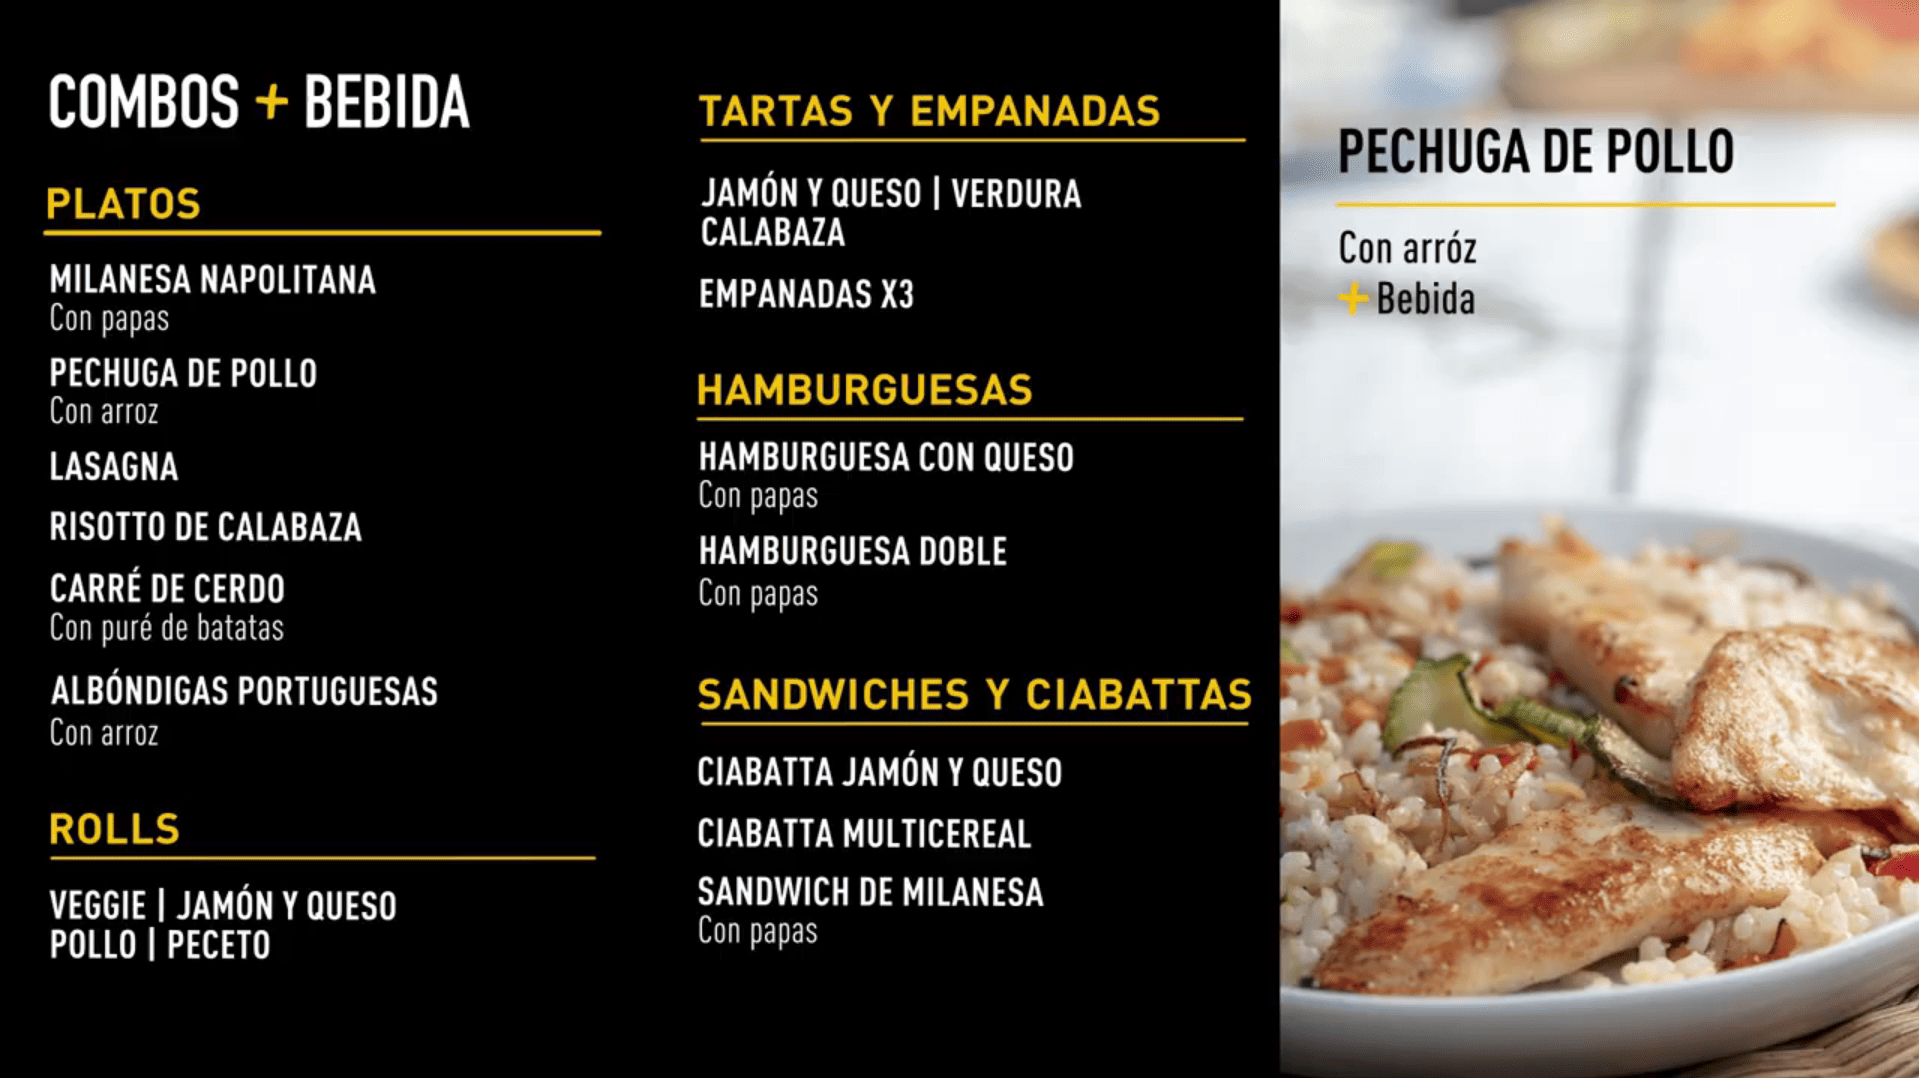 COMBOS + BEBIDA
PLATOS
MILANESA NAPOLITANA
Con papas
PECHUGA DE POLLO
Con arroz
LASAGNA
RISOTTO DE CALABAZA
CARRÉ DE CERDO
Con puré de batatas
ALBÓNDIGAS PORTUGUESAS
Con arroz
ROLLS
VEGGIE | JAMÓN Y QUESO
POLLO | PECETO
TARTAS Y EMPANADAS
JAMÓN Y QUESO | VERDURA
CALABAZA
EMPANADAS X3
HAMBURGUESAS
HAMBURGUESA CON QUESO
Con papas
HAMBURGUESA DOBLE
Con papas
SANDWICHES Y CIABATTAS
CIABATTA JAMÓN Y QUESO
CIABATTA MULTICEREAL
SANDWICH DE MILANESA
Con papas
PECHUGA DE POLLO
Con arróz
+ Bebida